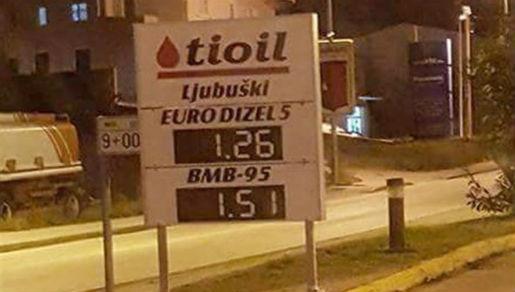 tioil
Ljubuški
EURO DIZEL 5
1.26
BMB-95
1.51
9+00